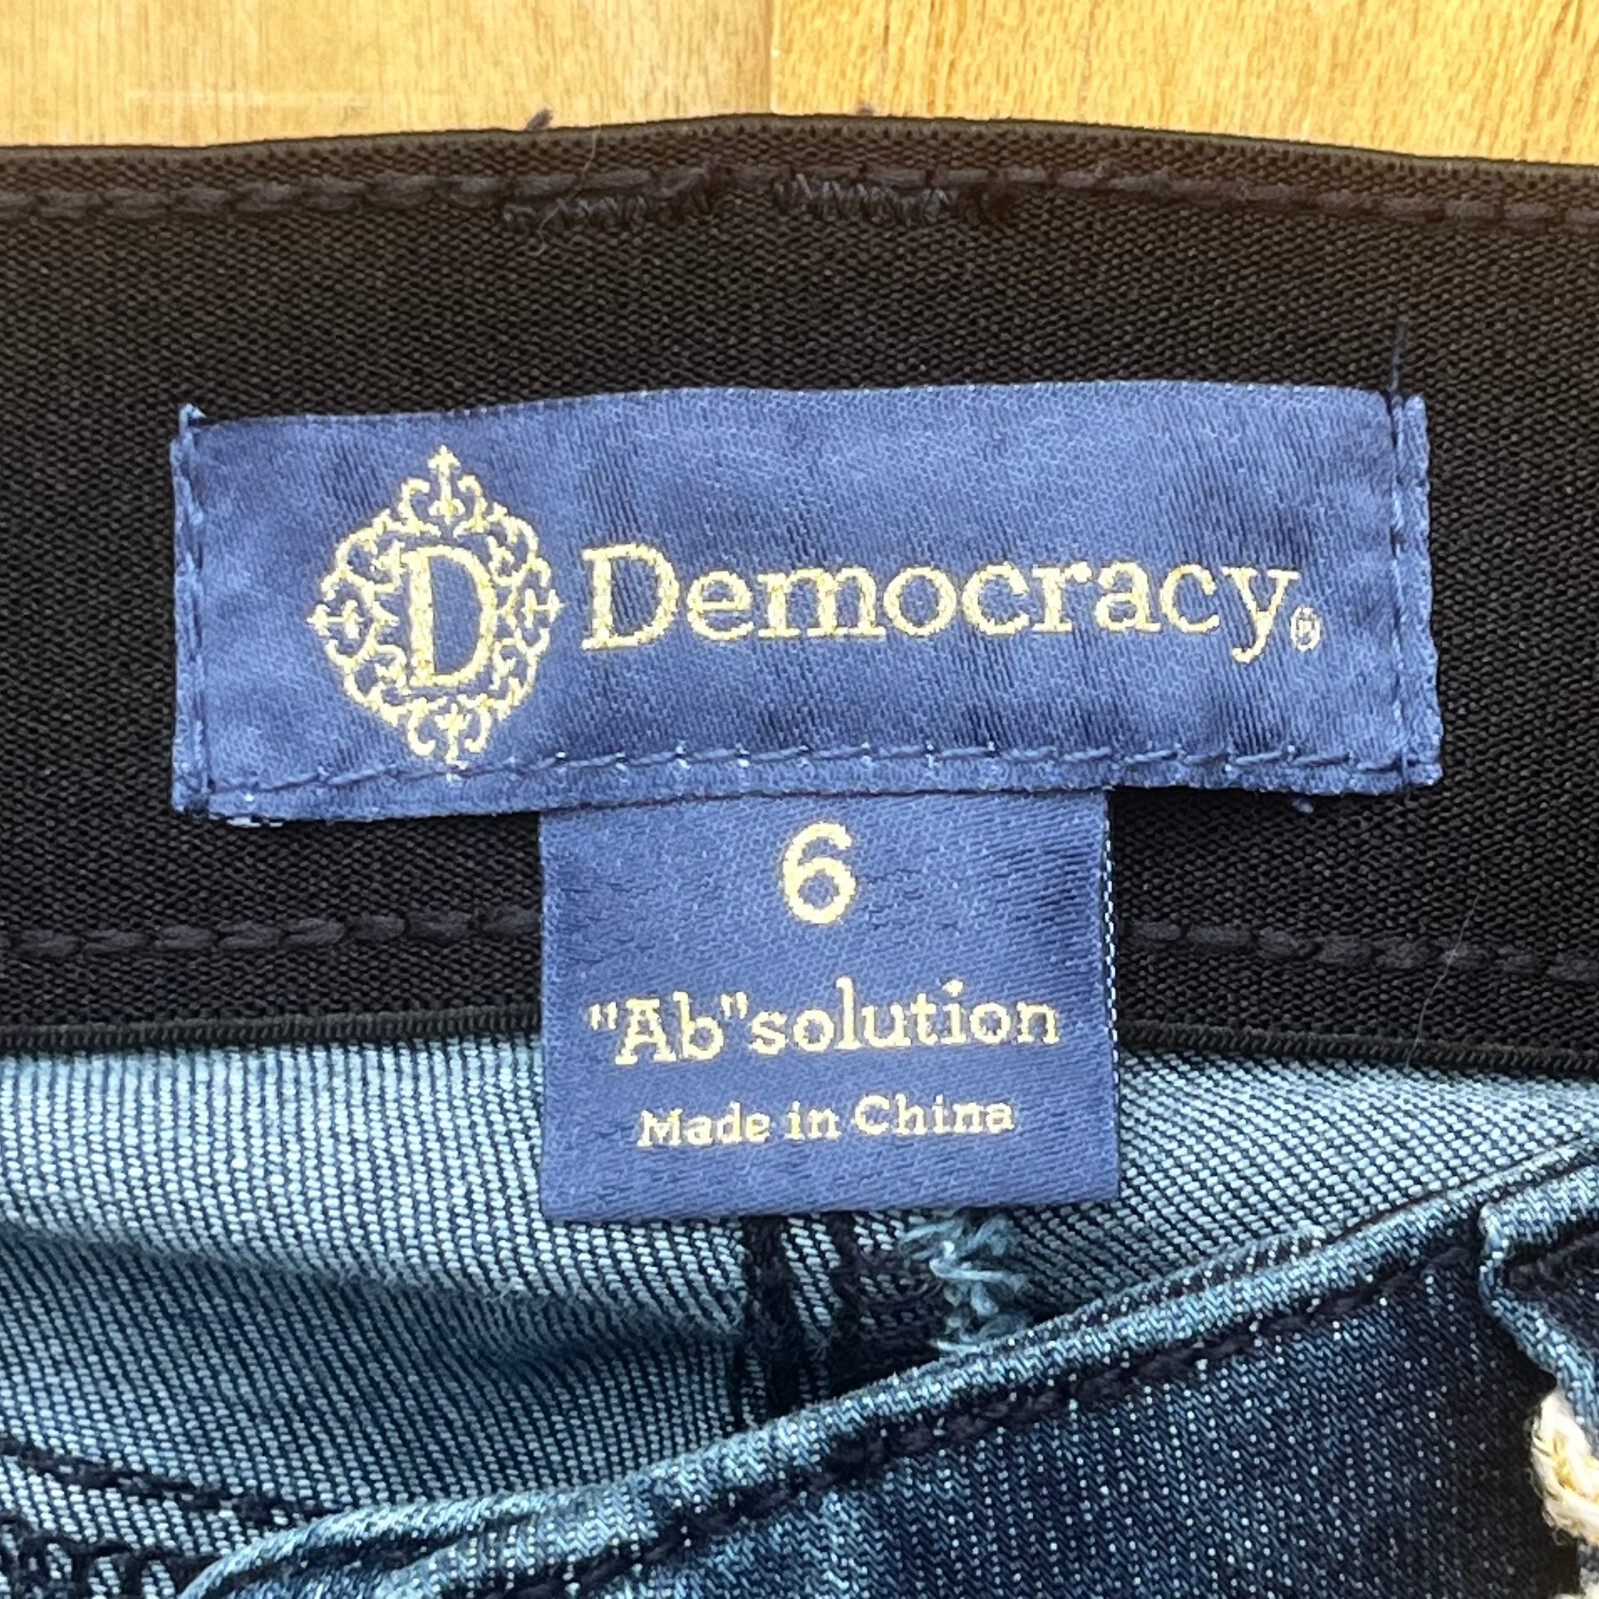 D Democracy®
6
"Ab"solution
Made in China